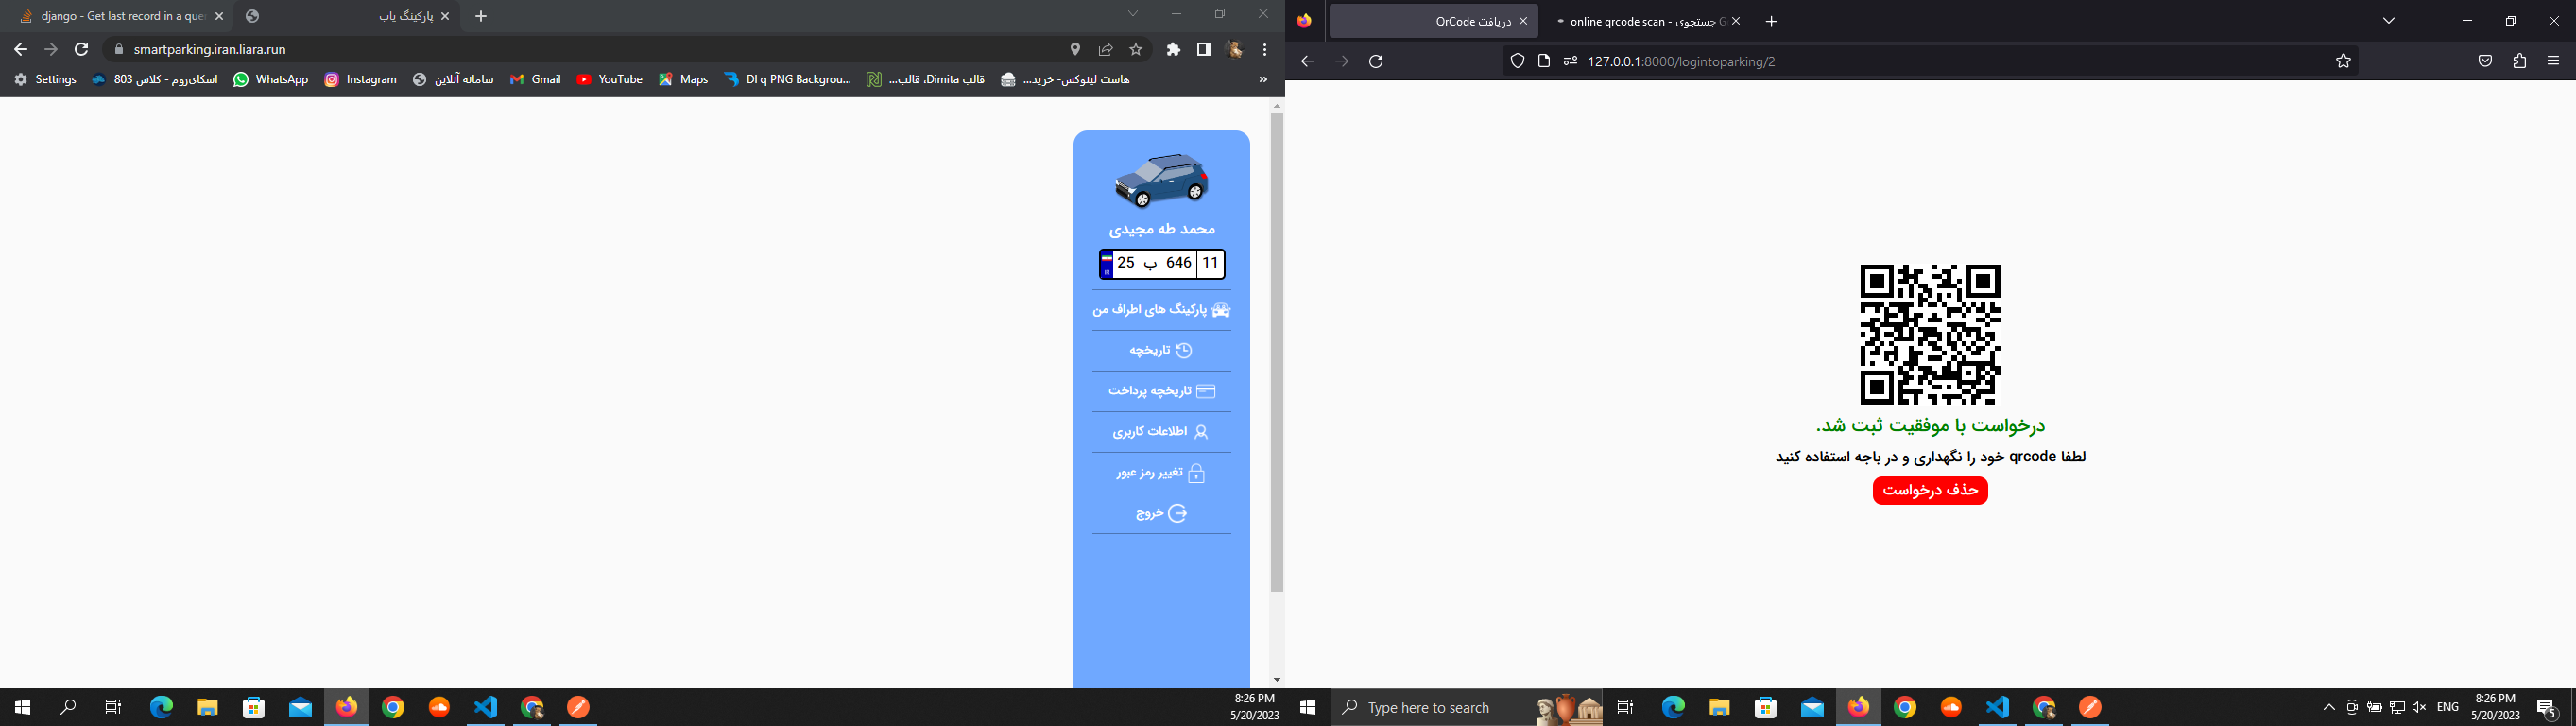 django - Get last record in a quer
پارکینگ یاب
smartparking.iran.liara.run
Settings
اسکای‌روم - کلاس 803
WhatsApp
Instagram
سامانه آنلاین
Gmail
YouTube
Maps
DI q PNG Backgrou...
قالب Dimita، قالب...
هاست لینوکس- خرید...
»
محمد طه مجیدی
IR
25 ب 646 11
پارکینگ های اطراف من
تاریخچه
تاریخچه پرداخت
اطلاعات کاربری
تغییر رمز عبور
خروج
8:26 PM
5/20/2023
دریافت QrCode
online qrcode scan - جستجوی G
127.0.0.1:8000/logintoparking/2
درخواست با موفقیت ثبت شد.
لطفا qrcode خود را نگهداری و در باجه استفاده کنید
حذف درخواست
Type here to search
ENG
8:26 PM
5/20/2023
5